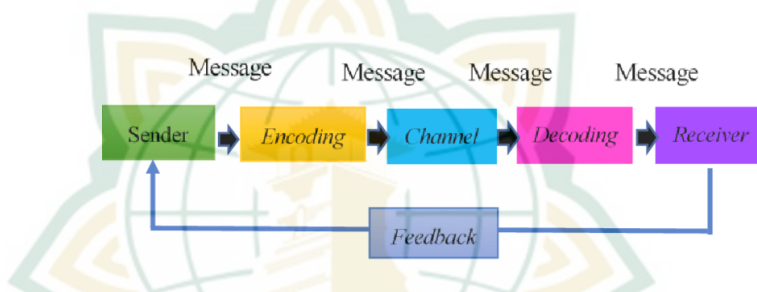 Message Message Message Message
Sender Encoding Channel Decoding Receiver
Feedback